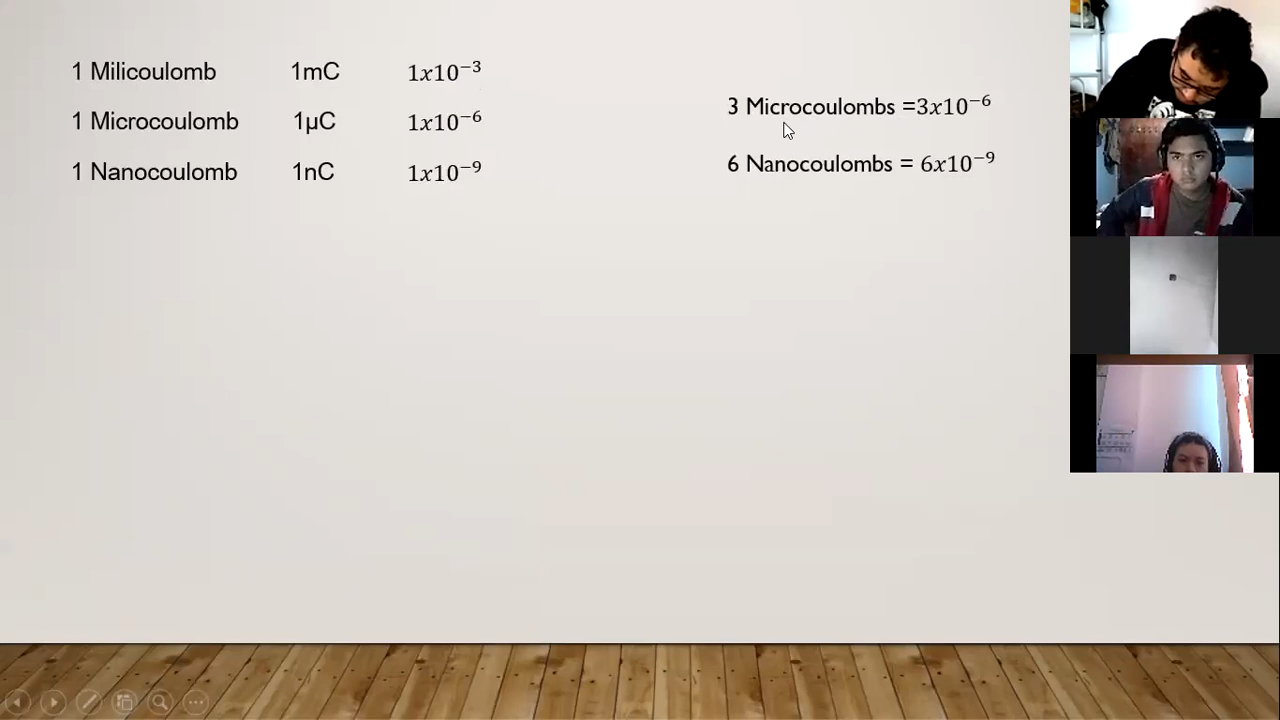 1 Milicoulomb 1mC 1x10⁻³
1 Microcoulomb 1µC 1x10⁻⁶
1 Nanocoulomb 1nC 1x10⁻⁹
3 Microcoulombs =3x10⁻⁶
6 Nanocoulombs = 6x10⁻⁹